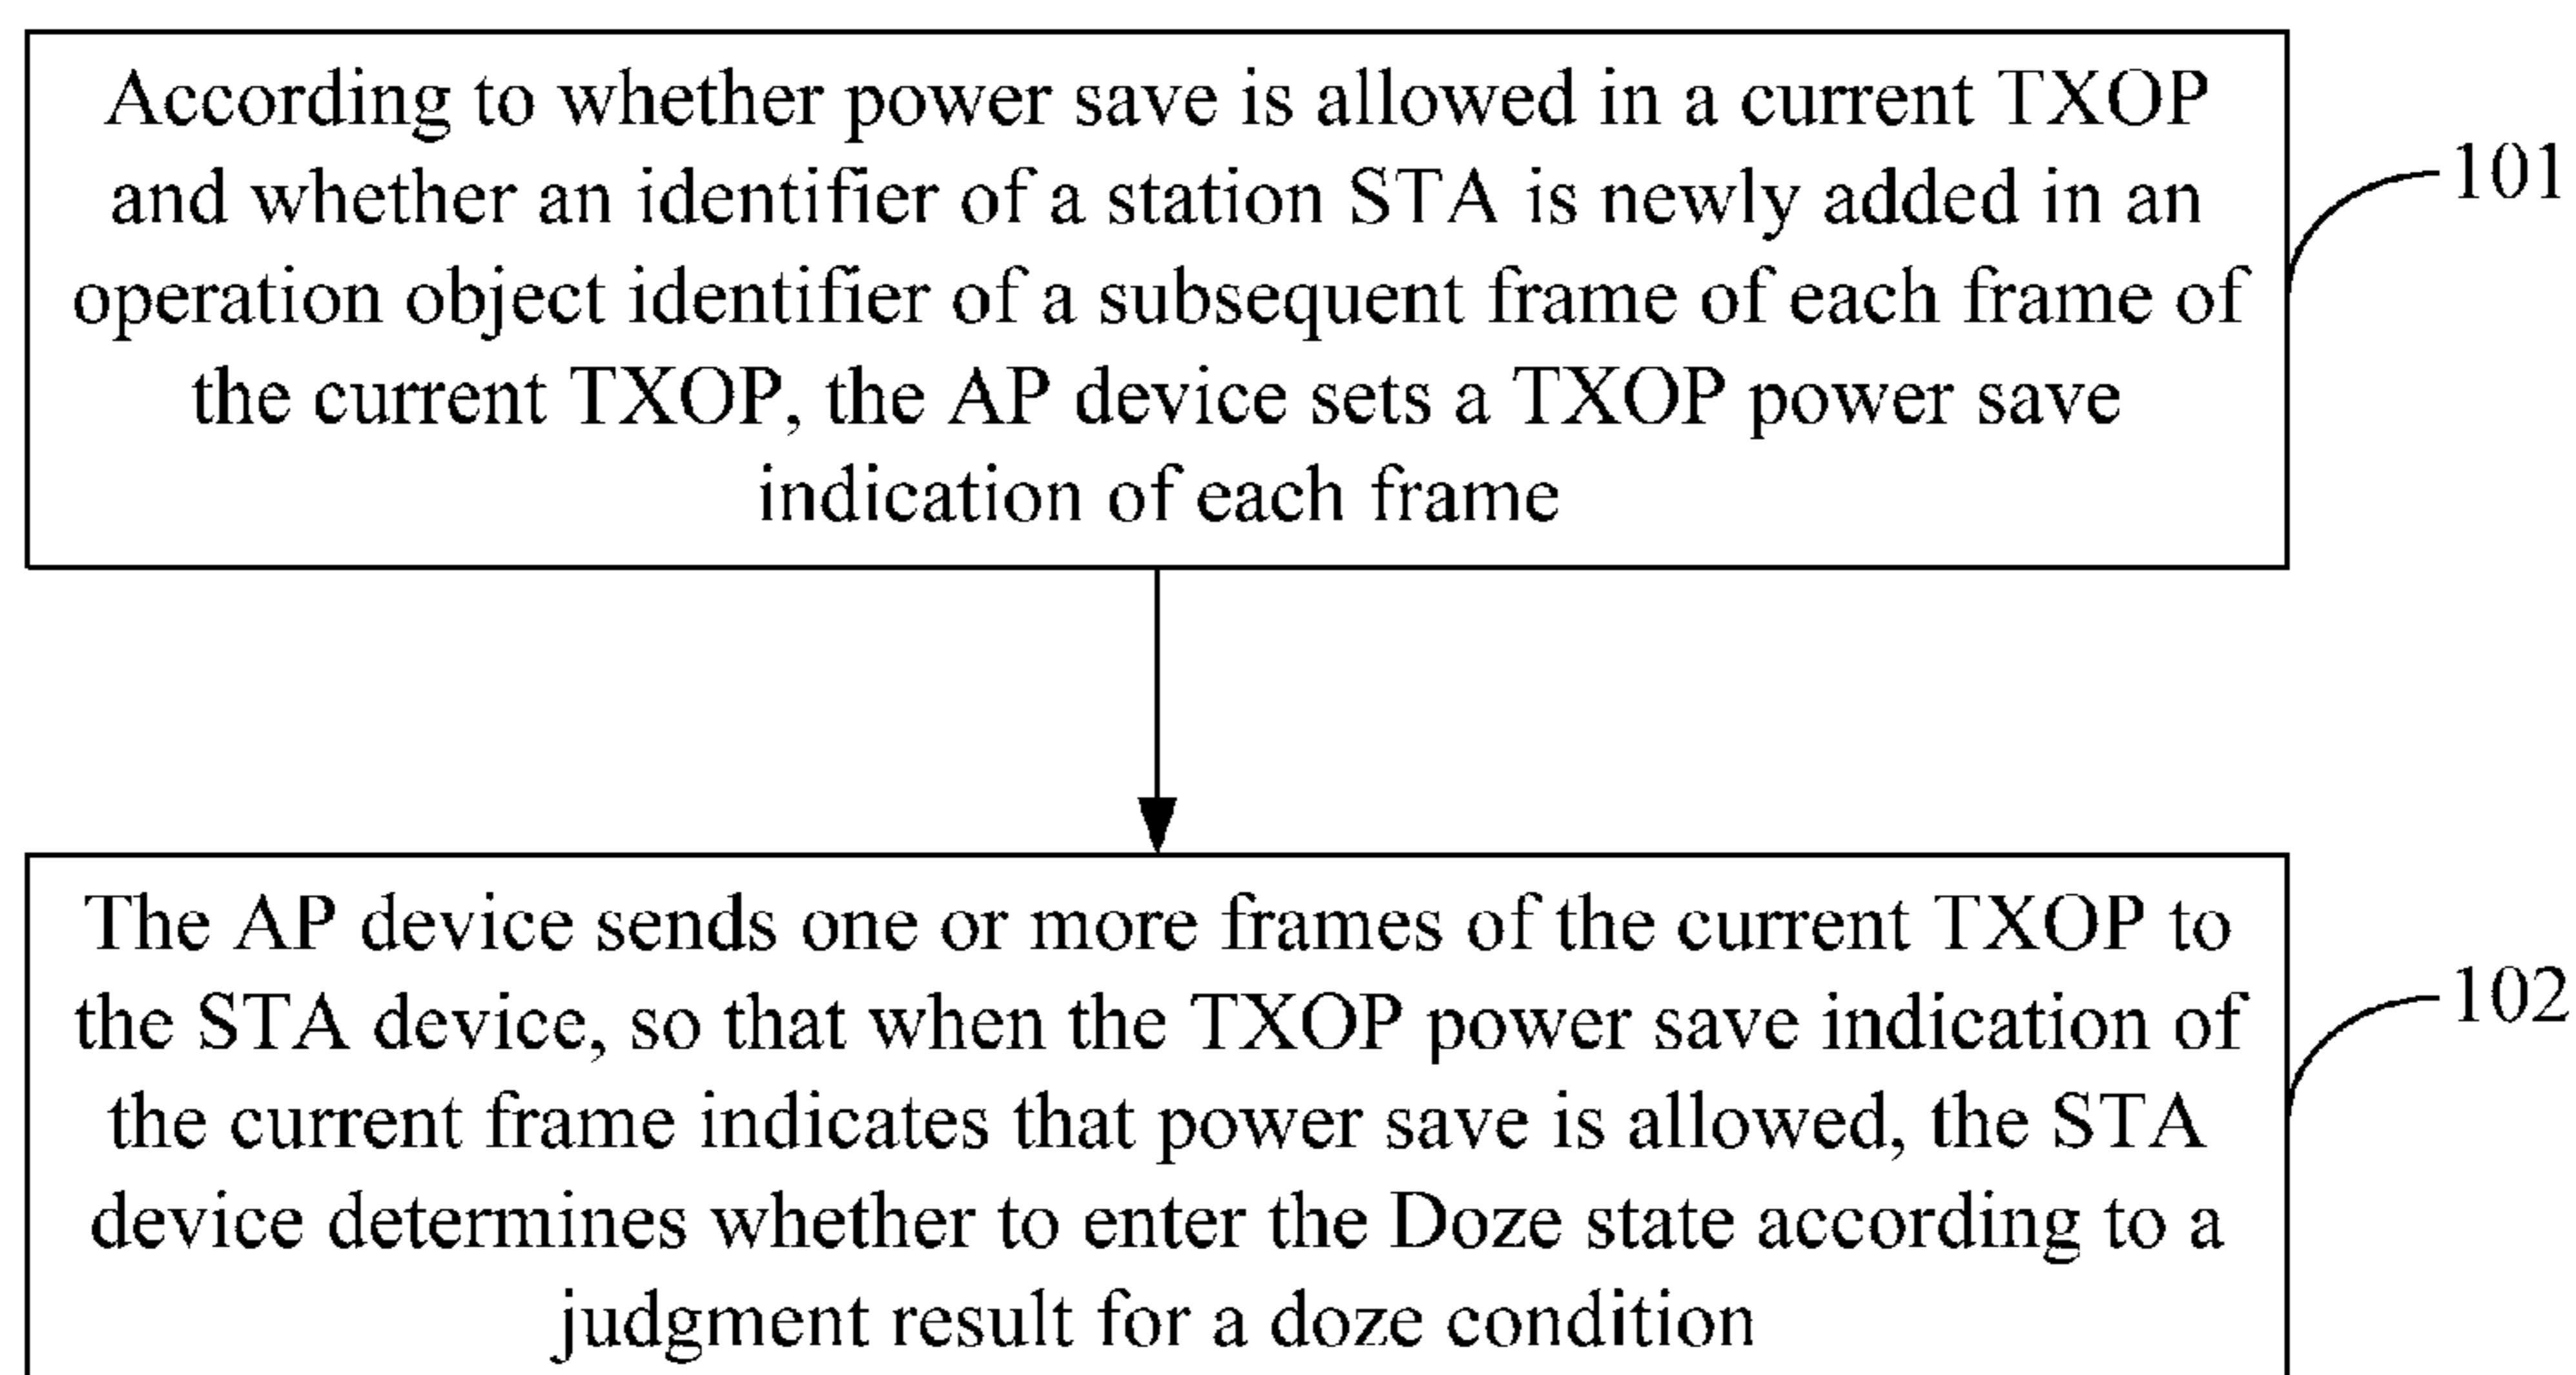 According to whether power save is allowed in a current TXOP
and whether an identifier of a station STA is newly added in an
operation object identifier of a subsequent frame of each frame of
the current TXOP, the AP device sets a TXOP power save
indication of each frame
101
The AP device sends one or more frames of the current TXOP to
the STA device, so that when the TXOP power save indication of
the current frame indicates that power save is allowed, the STA
device determines whether to enter the Doze state according to a
judgment result for a doze condition
102